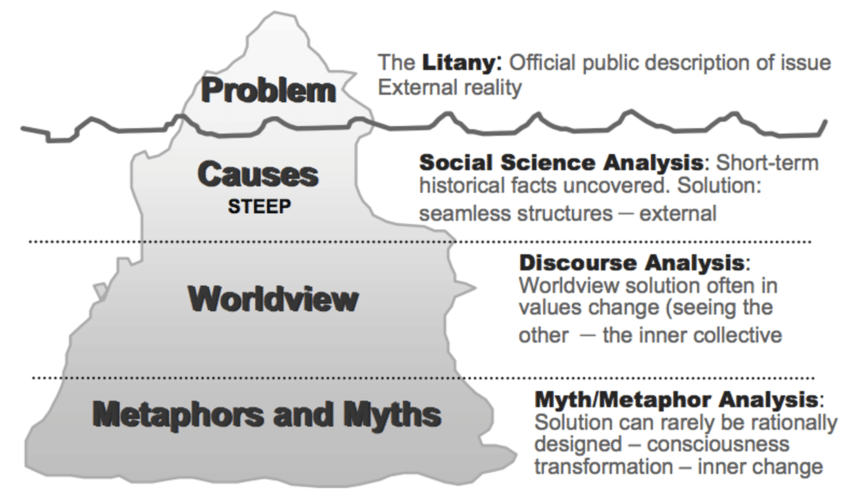 The Litany: Official public description of issue
External reality
Problem
Causes
STEEP
Social Science Analysis: Short-term
historical facts uncovered. Solution:
seamless structures – external
Worldview
Discourse Analysis:
Worldview solution often in
values change (seeing the
other – the inner collective
Metaphors and Myths
Myth/Metaphor Analysis:
Solution can rarely be rationally
designed – consciousness
transformation – inner change